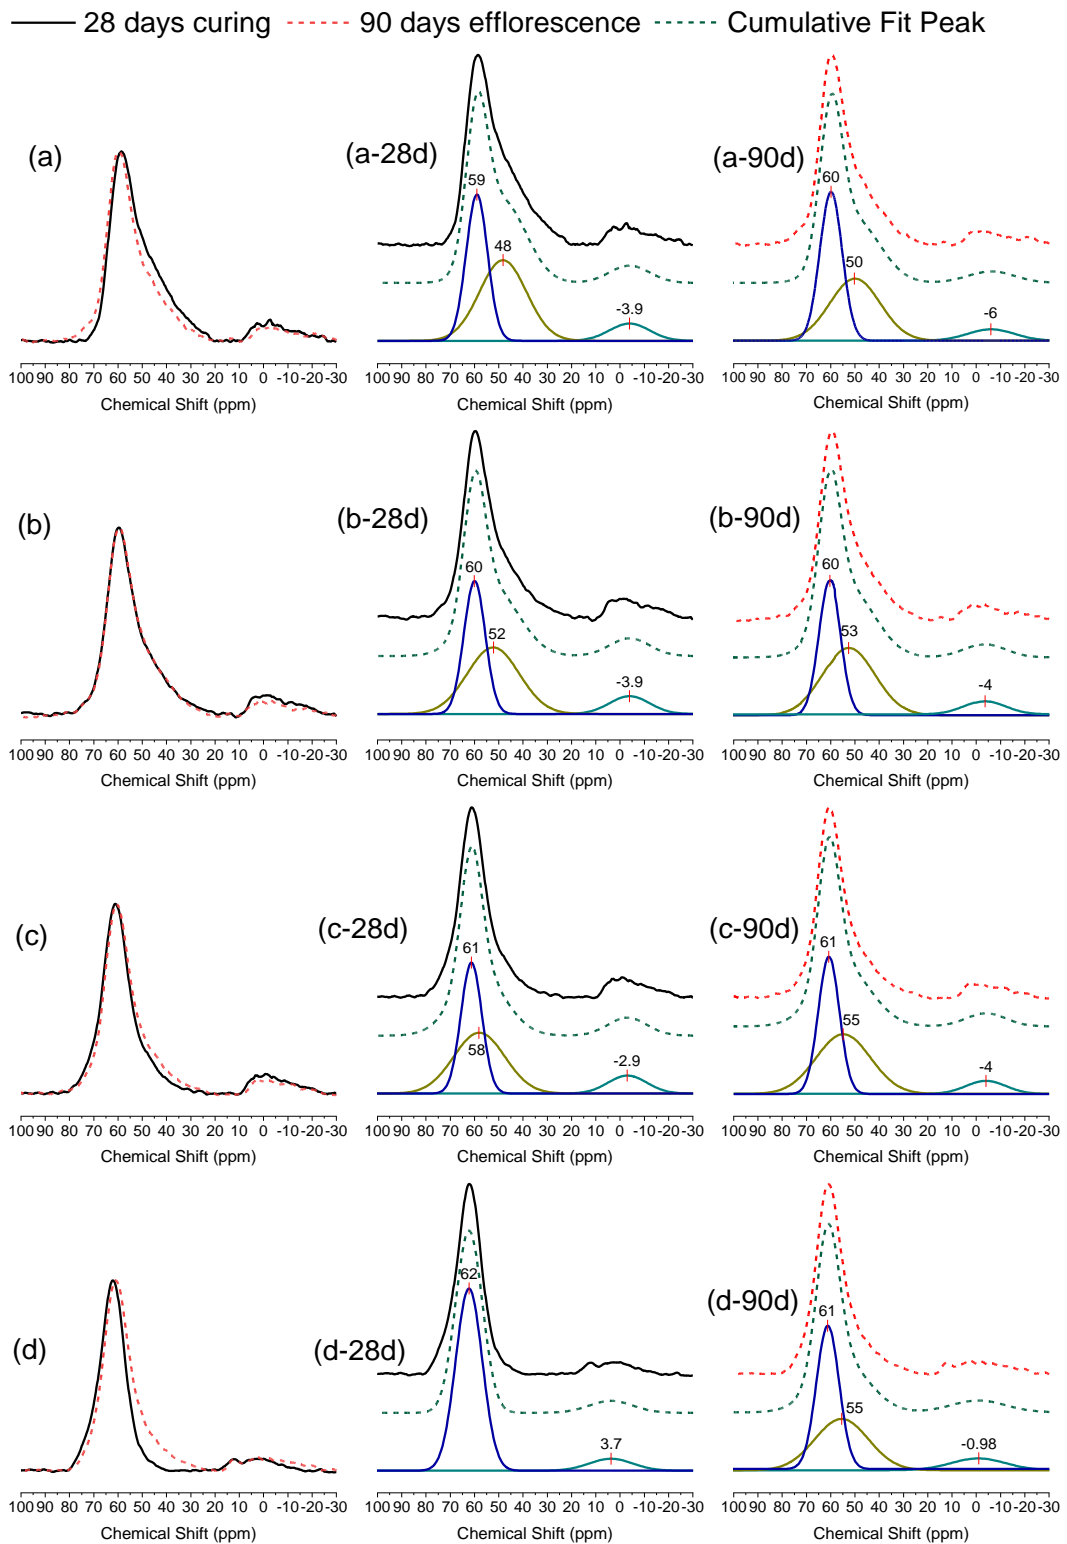 28 days curing 90 days efflorescence Cumulative Fit Peak
(a) (a-28d) 59 48 -3.9 (a-90d) 60 50 -6
100 90 80 70 60 50 40 30 20 10 0 -10 -20 -30 100 90 80 70 60 50 40 30 20 10 0 -10 -20 -30 100 90 80 70 60 50 40 30 20 10 0 -10 -20 -30
Chemical Shift (ppm) Chemical Shift (ppm) Chemical Shift (ppm)
(b) (b-28d) 60 52 -3.9 (b-90d) 60 53 -4
100 90 80 70 60 50 40 30 20 10 0 -10 -20 -30 100 90 80 70 60 50 40 30 20 10 0 -10 -20 -30 100 90 80 70 60 50 40 30 20 10 0 -10 -20 -30
Chemical Shift (ppm) Chemical Shift (ppm) Chemical Shift (ppm)
(c) (c-28d) 61 58 -2.9 (c-90d) 61 55 -4
100 90 80 70 60 50 40 30 20 10 0 -10 -20 -30 100 90 80 70 60 50 40 30 20 10 0 -10 -20 -30 100 90 80 70 60 50 40 30 20 10 0 -10 -20 -30
Chemical Shift (ppm) Chemical Shift (ppm) Chemical Shift (ppm)
(d) (d-28d) 62 3.7 (d-90d) 61 55 -0.98
100 90 80 70 60 50 40 30 20 10 0 -10 -20 -30 100 90 80 70 60 50 40 30 20 10 0 -10 -20 -30 100 90 80 70 60 50 40 30 20 10 0 -10 -20 -30
Chemical Shift (ppm) Chemical Shift (ppm) Chemical Shift (ppm)